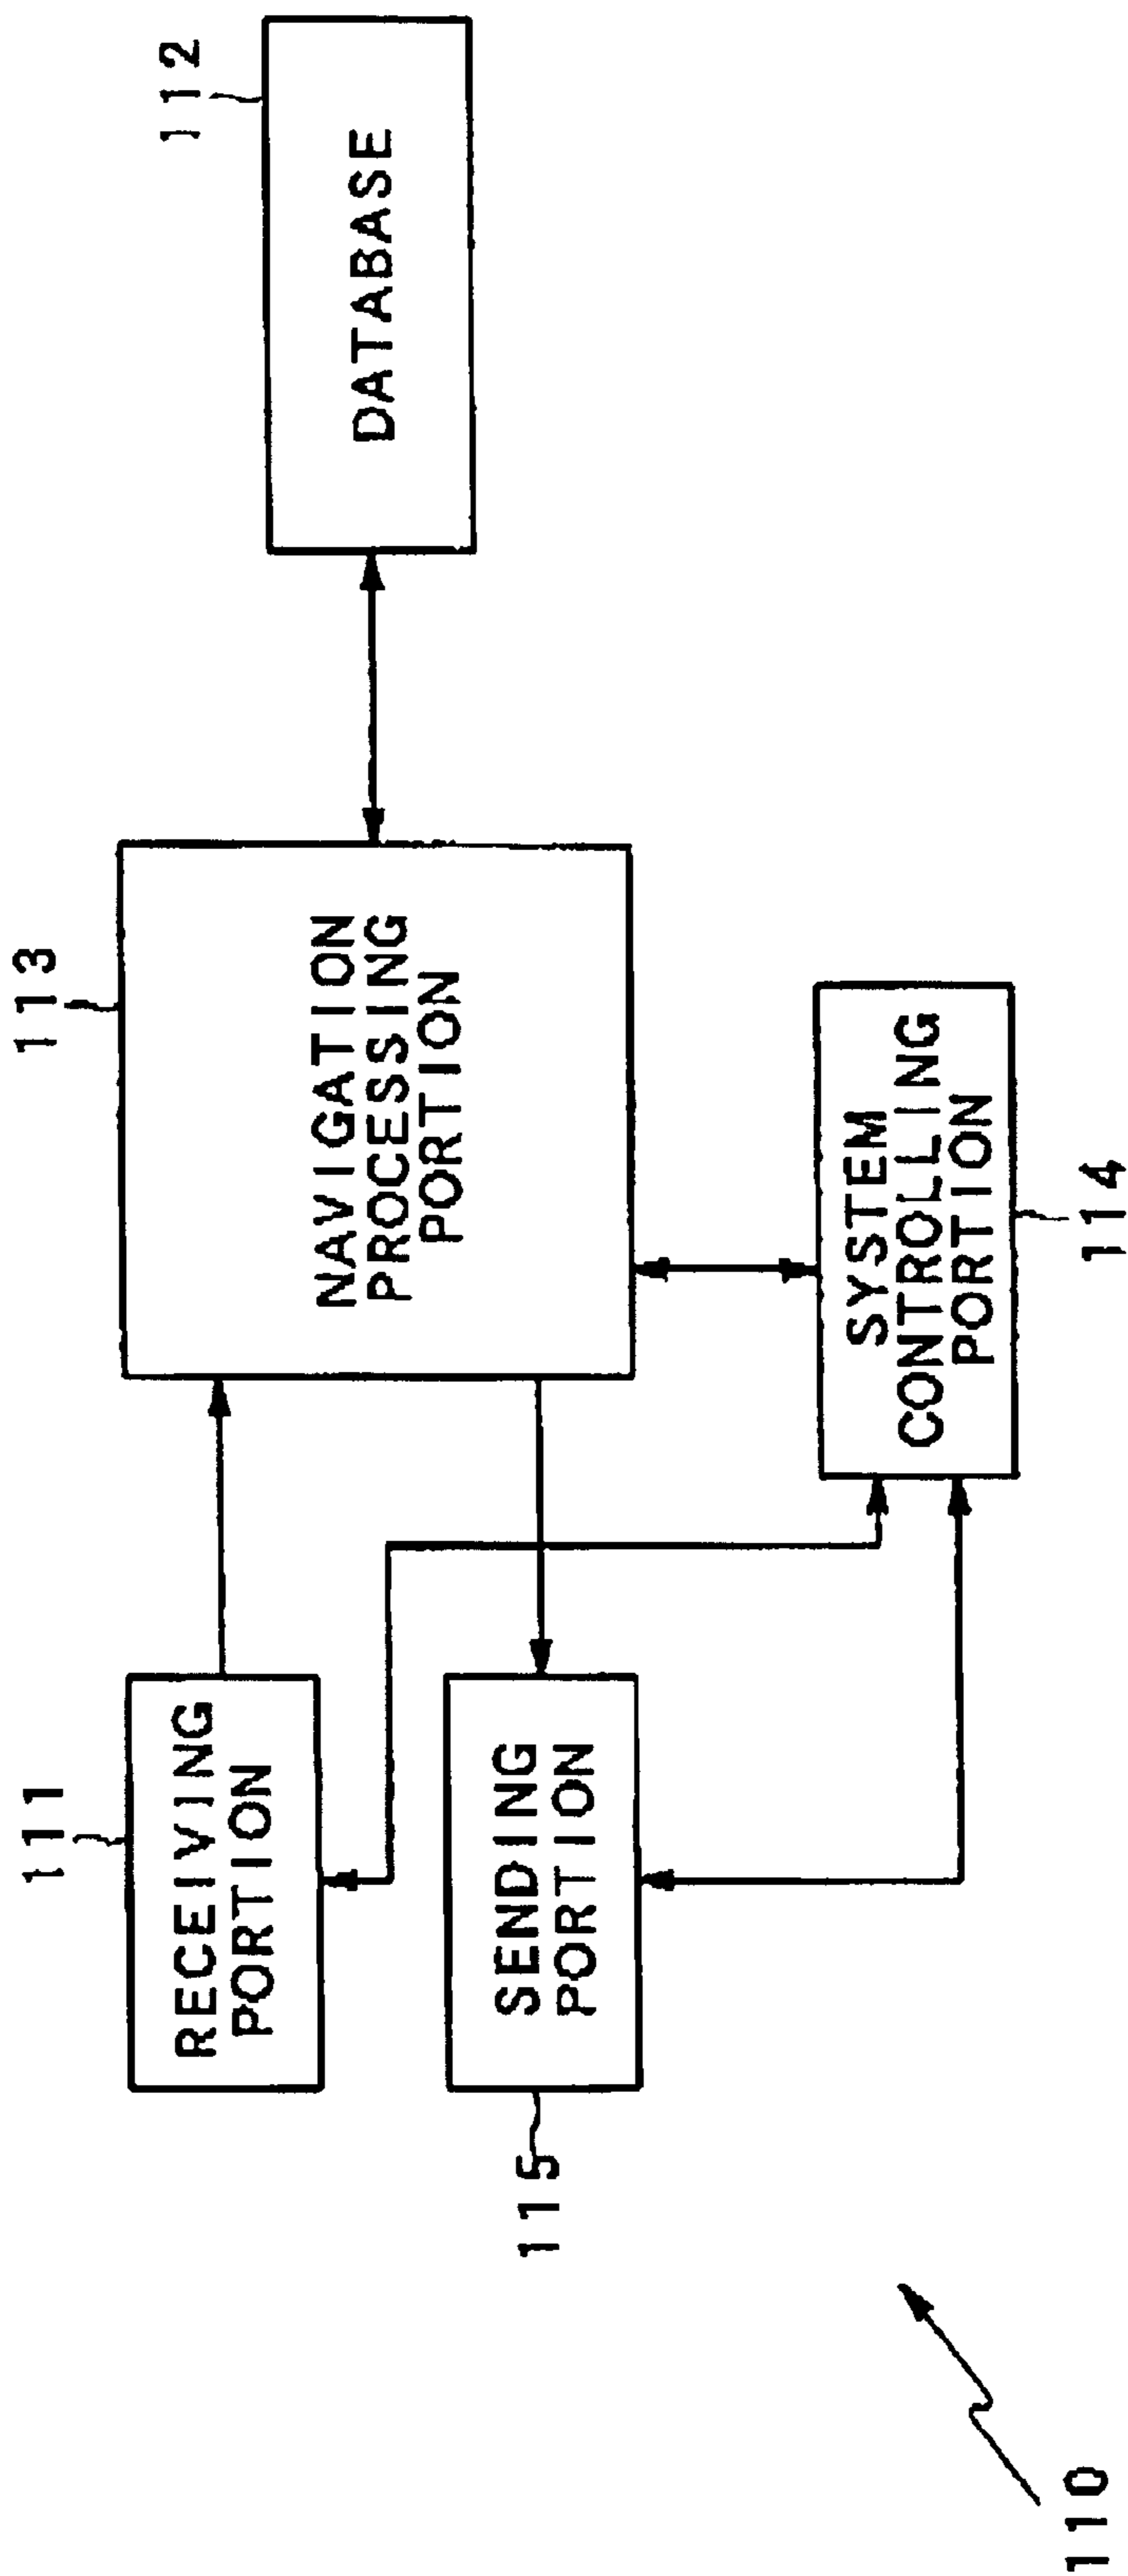 111
RECEIVING
PORTION
113
NAVIGATION
PROCESSING
PORTION
112
DATABASE
115
SENDING
PORTION
SYSTEM
CONTROLLING
PORTION
114
110